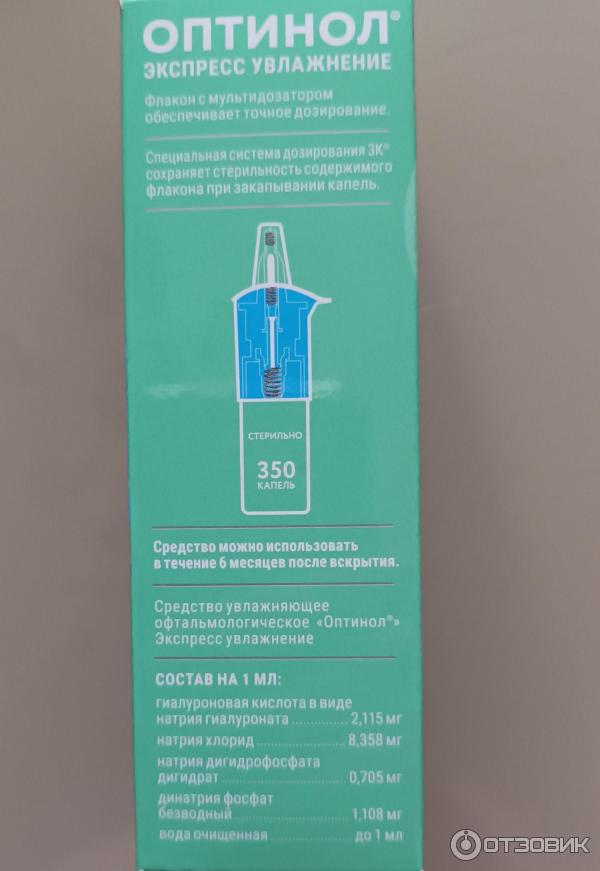 ОПТИНОЛ®
ЭКСПРЕСС УВЛАЖНЕНИЕ
Флакон с мультидозатором
обеспечивает точное дозирование.
Специальная система дозирования 3К®
сохраняет стерильность содержимого
флакона при закапывании капель.
СТЕРИЛЬНО
350
КАПЕЛЬ
Средство можно использовать
в течение 6 месяцев после вскрытия.
Средство увлажняющее
офтальмологическое «Оптинол®»
Экспресс увлажнение
СОСТАВ НА 1 МЛ:
гиалуроновая кислота в виде
натрия гиалуроната ............... 2,115 мг
натрия хлорид ......................... 8,358 мг
натрия дигидрофосфата
дигидрат ................................. 0,705 мг
динатрия фосфат
безводный ............................... 1,108 мг
вода очищенная ....................... до 1 мл
ОТЗОВИК